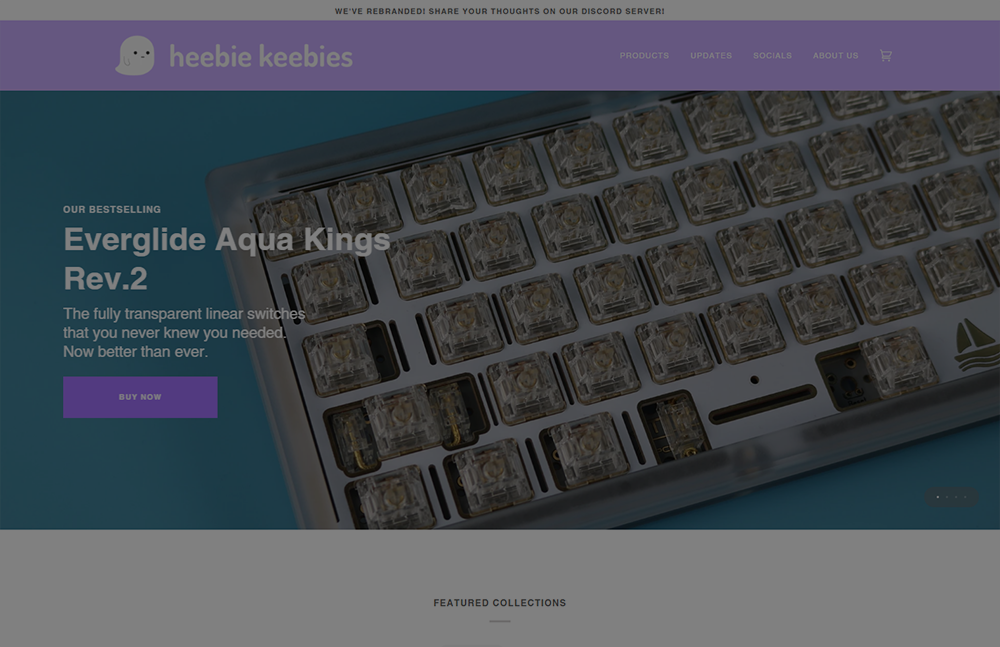 WE'VE REBRANDED! SHARE YOUR THOUGHTS ON OUR DISCORD SERVER!
heebie keebies
PRODUCTS UPDATES SOCIALS ABOUT US
OUR BESTSELLING
Everglide Aqua Kings
Rev.2
The fully transparent linear switches
that you never knew you needed.
Now better than ever.
BUY NOW
FEATURED COLLECTIONS